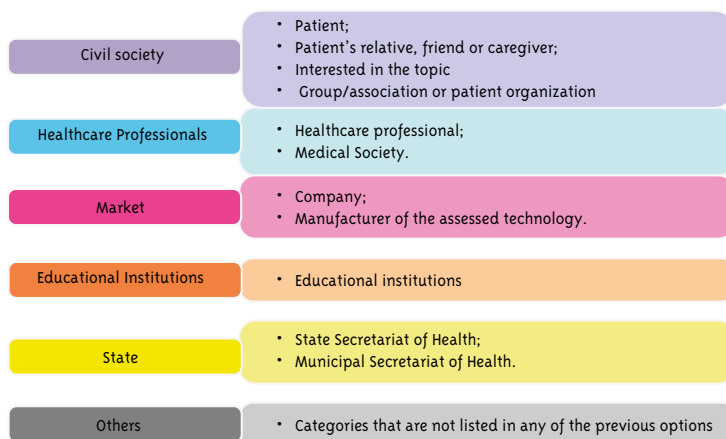 Civil society
• Patient;
• Patient's relative, friend or caregiver;
• Interested in the topic
• Group/association or patient organization
Healthcare Professionals
• Healthcare professional;
• Medical Society.
Market
• Company;
• Manufacturer of the assessed technology.
Educational Institutions
• Educational institutions
State
• State Secretariat of Health;
• Municipal Secretariat of Health.
Others
• Categories that are not listed in any of the previous options